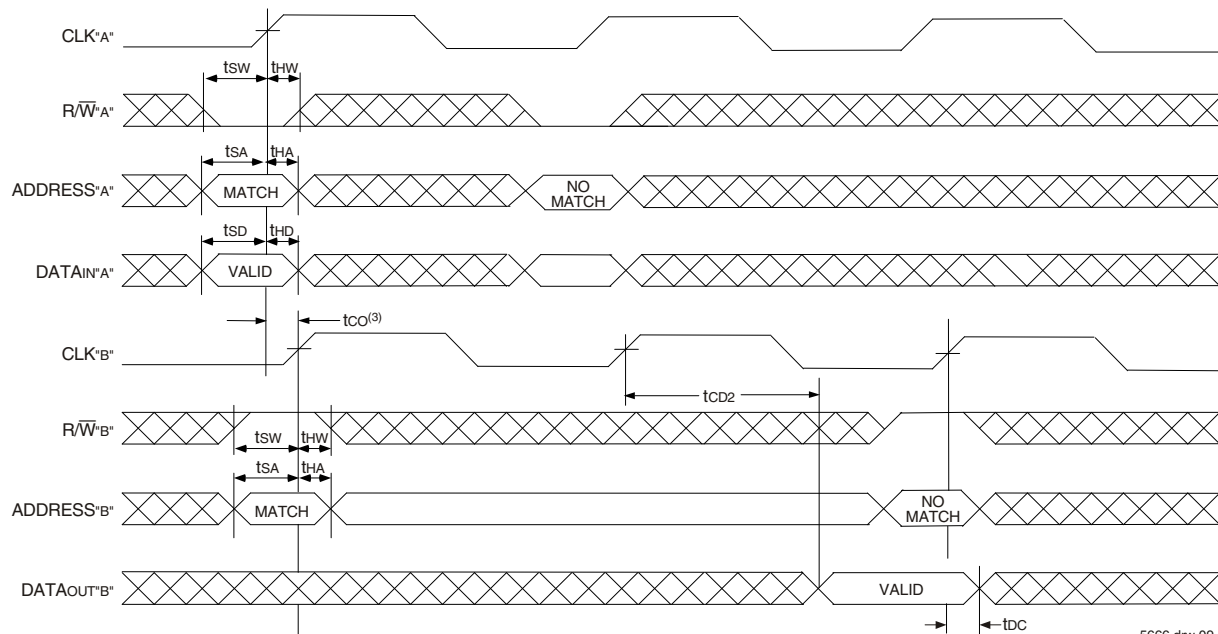 CLK"A"
tSW tHW
R/W̅"A"
tSA tHA
ADDRESS"A" MATCH NO MATCH
tSD tHD
DATAIN"A" VALID
tCO(3)
CLK"B"
tCD2
R/W̅"B"
tSW tHW
tSA tHA
ADDRESS"B" MATCH NO MATCH
DATAOUT"B" VALID
tDC